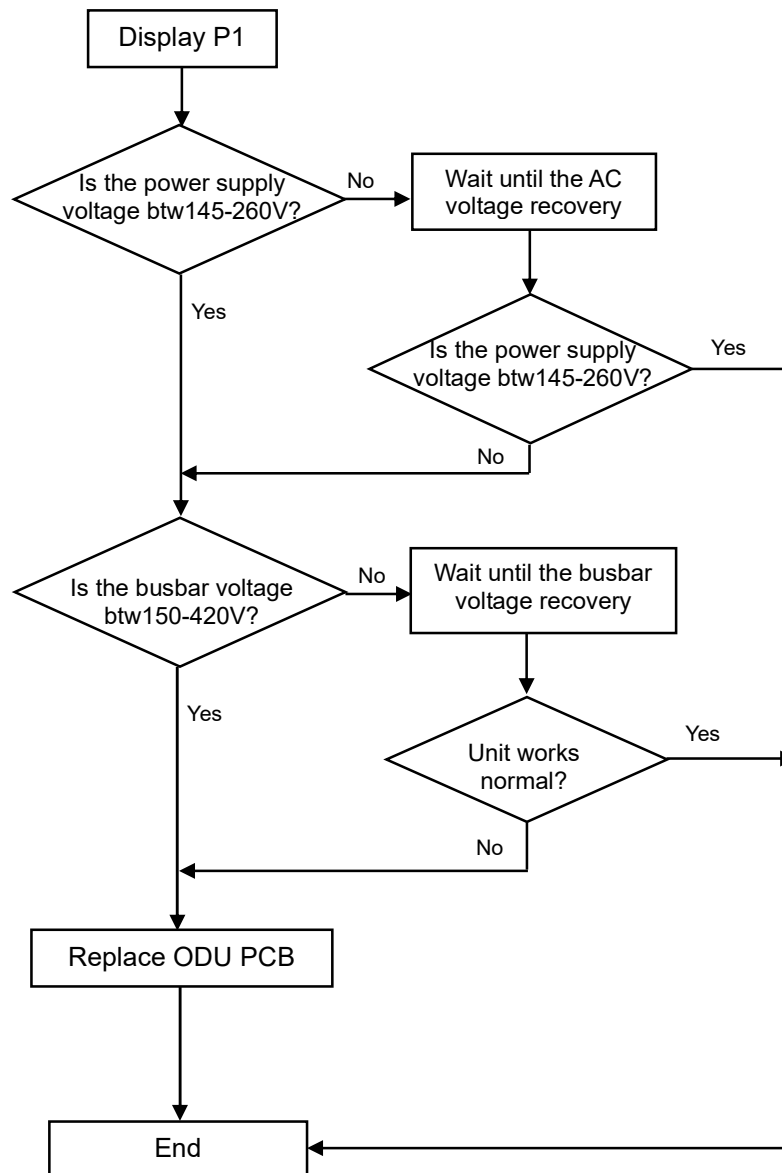 Display P1
Is the power supply
voltage btw145-260V?
No
Wait until the AC
voltage recovery
Yes
Is the power supply
voltage btw145-260V?
Yes
No
Is the busbar voltage
btw150-420V?
No
Wait until the busbar
voltage recovery
Yes
Unit works
normal?
Yes
No
Replace ODU PCB
End